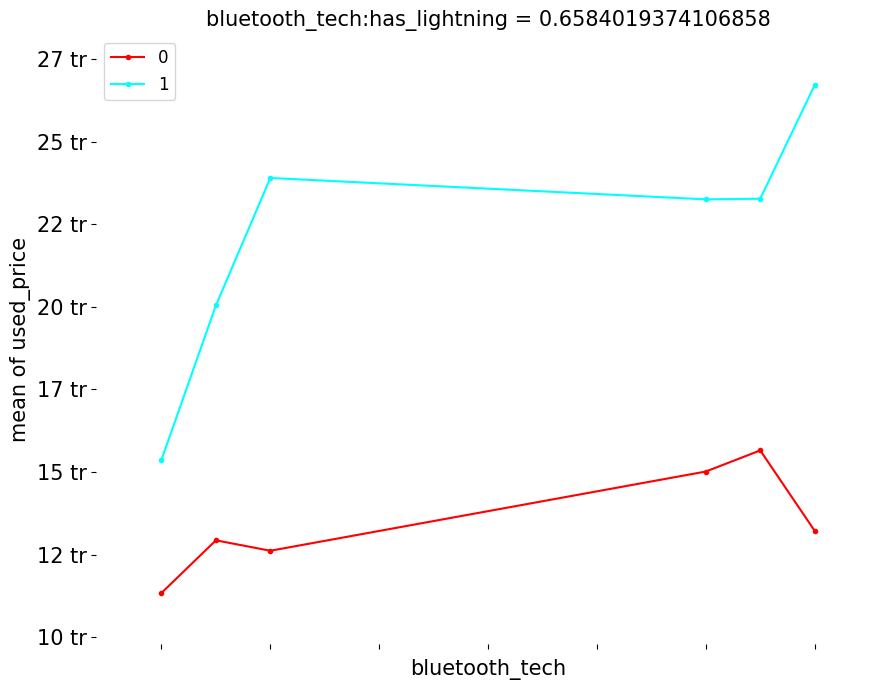 bluetooth_tech:has_lightning = 0.6584019374106858
0
1
27 tr
25 tr
22 tr
20 tr
17 tr
15 tr
12 tr
10 tr
mean of used_price
bluetooth_tech